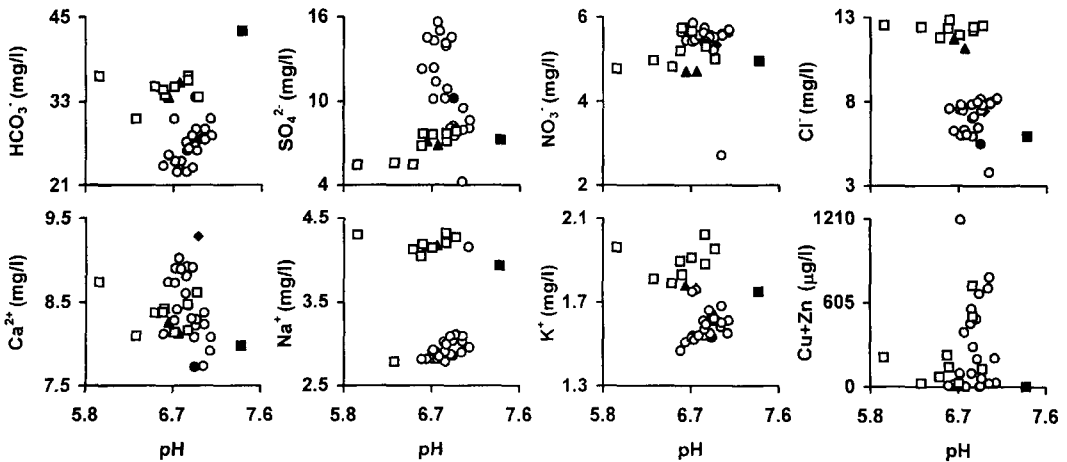 HCO₃⁻ (mg/l)
45
33
21
SO₄²⁻ (mg/l)
16
10
4
NO₃⁻ (mg/l)
6
4
2
Cl⁻ (mg/l)
13
8
3
Ca²⁺ (mg/l)
9.5
8.5
7.5
5.8 6.7 7.6
pH
Na⁺ (mg/l)
4.5
3.5
2.5
5.8 6.7 7.6
pH
K⁺ (mg/l)
2.1
1.7
1.3
5.8 6.7 7.6
pH
Cu+Zn (µg/l)
1210
605
0
5.8 6.7 7.6
pH